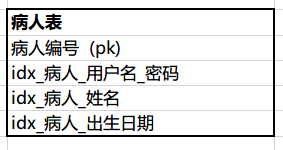 病人表
病人编号（pk）
idx_病人_用户名_密码
idx_病人_姓名
idx_病人_出生日期